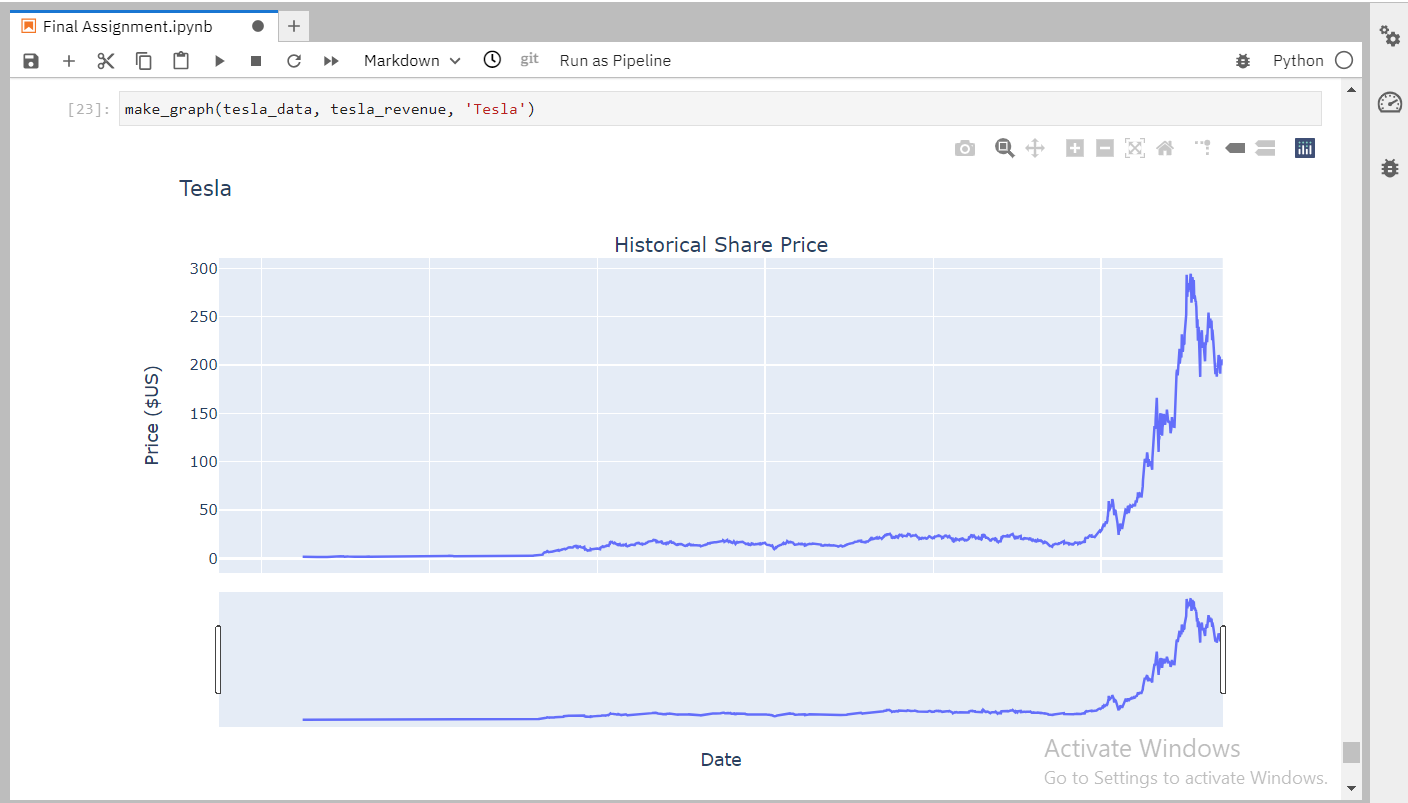 Final Assignment.ipynb
Markdown
git
Run as Pipeline
Python
[23]:
make_graph(tesla_data, tesla_revenue, 'Tesla')
Tesla
Historical Share Price
300
250
200
150
100
50
0
Price ($US)
Date
Activate Windows
Go to Settings to activate Windows.